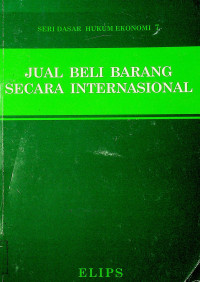 SERI DASAR HUKUM EKONOMI 7
JUAL BELI BARANG
SECARA INTERNASIONAL
ELIPS